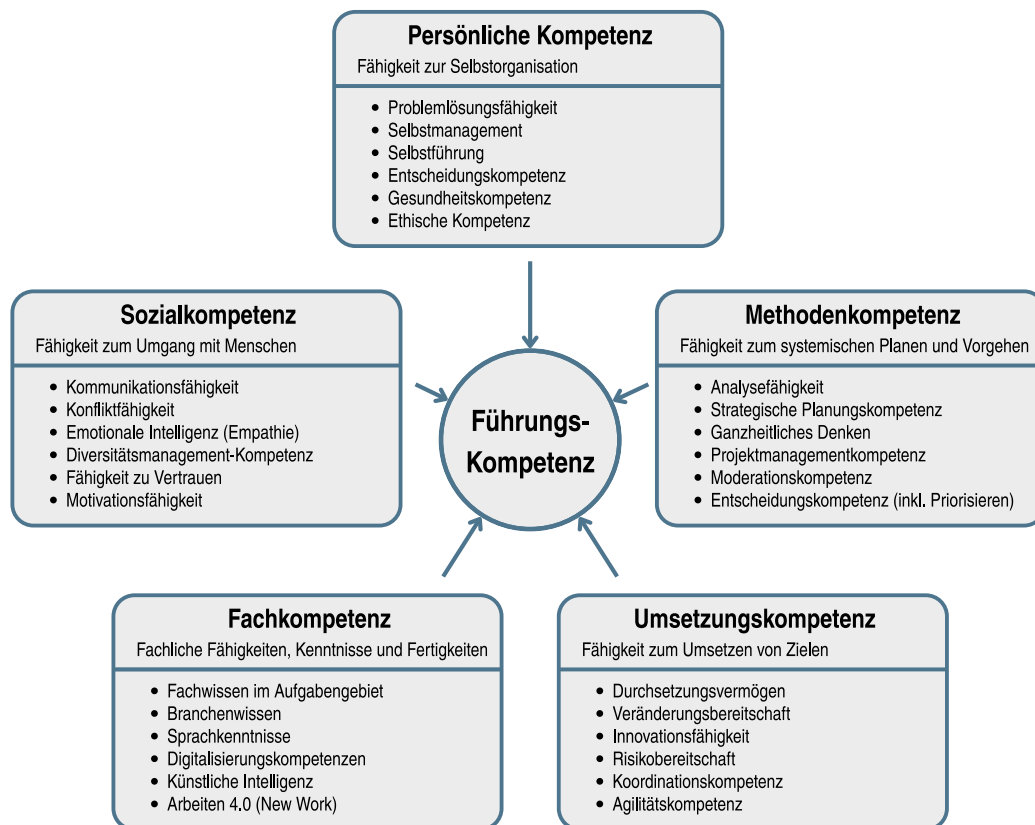 Persönliche Kompetenz
Fähigkeit zur Selbstorganisation
• Problemlösungsfähigkeit
• Selbstmanagement
• Selbstführung
• Entscheidungskompetenz
• Gesundheitskompetenz
• Ethische Kompetenz
Sozialkompetenz
Fähigkeit zum Umgang mit Menschen
• Kommunikationsfähigkeit
• Konfliktfähigkeit
• Emotionale Intelligenz (Empathie)
• Diversitätsmanagement-Kompetenz
• Fähigkeit zu Vertrauen
• Motivationsfähigkeit
Führungs-
Kompetenz
Methodenkompetenz
Fähigkeit zum systemischen Planen und Vorgehen
• Analysefähigkeit
• Strategische Planungskompetenz
• Ganzheitliches Denken
• Projektmanagementkompetenz
• Moderationskompetenz
• Entscheidungskompetenz (inkl. Priorisieren)
Fachkompetenz
Fachliche Fähigkeiten, Kenntnisse und Fertigkeiten
• Fachwissen im Aufgabengebiet
• Branchenwissen
• Sprachkenntnisse
• Digitalisierungskompetenzen
• Künstliche Intelligenz
• Arbeiten 4.0 (New Work)
Umsetzungskompetenz
Fähigkeit zum Umsetzen von Zielen
• Durchsetzungsvermögen
• Veränderungsbereitschaft
• Innovationsfähigkeit
• Risikobereitschaft
• Koordinationskompetenz
• Agilitätskompetenz